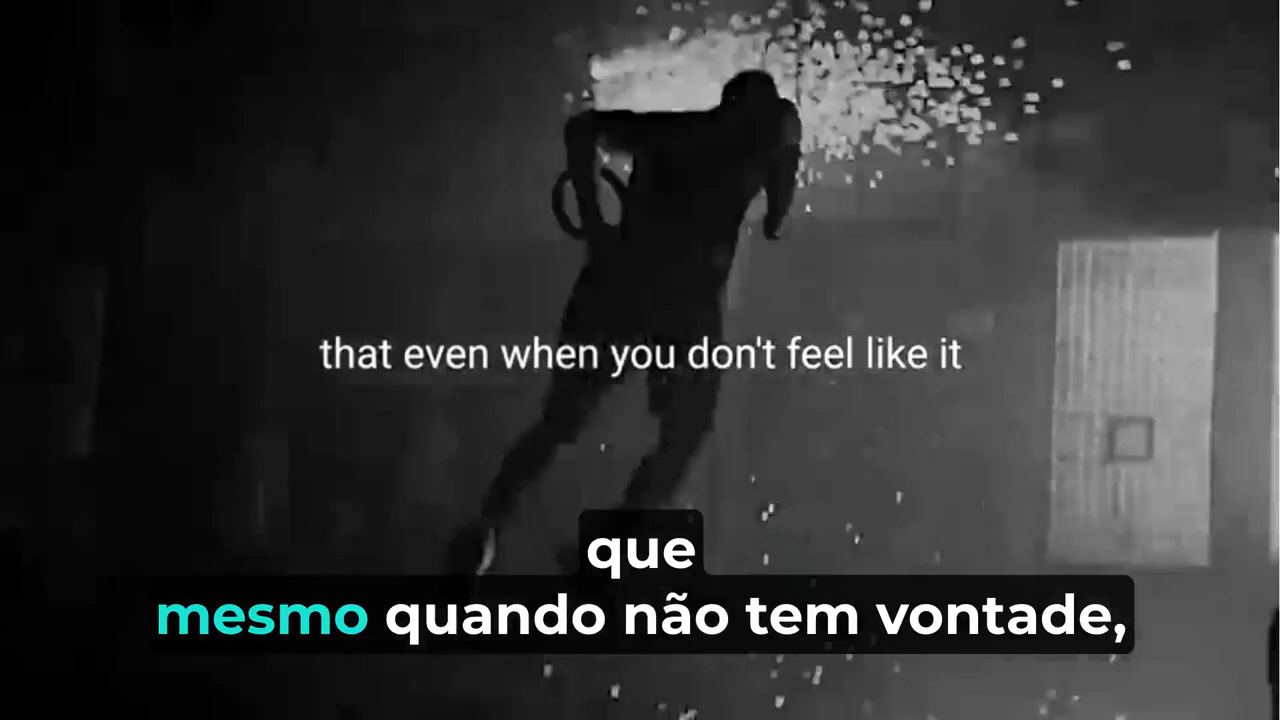 that even when you don't feel like it
que
mesmo quando não tem vontade,